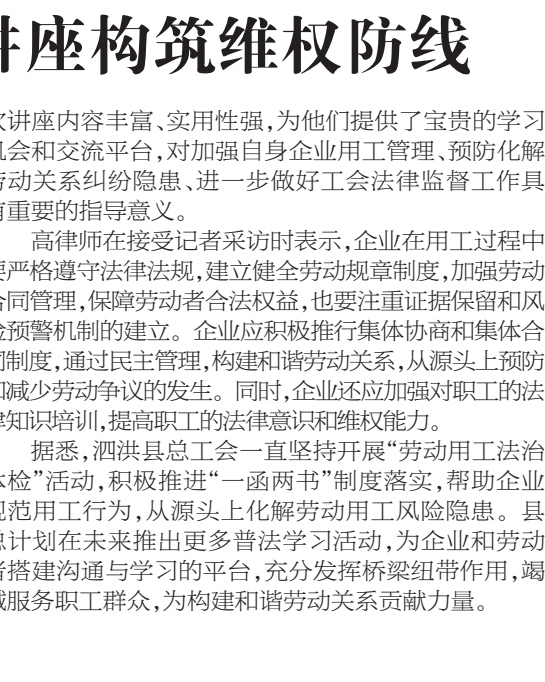 讲座构筑维权防线
次讲座内容丰富、实用性强,为他们提供了宝贵的学习
机会和交流平台,对加强自身企业用工管理、预防化解
劳动关系纠纷隐患、进一步做好工会法律监督工作具
有重要的指导意义。
高律师在接受记者采访时表示,企业在用工过程中
要严格遵守法律法规,建立健全劳动规章制度,加强劳动
合同管理,保障劳动者合法权益,也要注重证据保留和风
险预警机制的建立。企业应积极推行集体协商和集体合
同制度,通过民主管理,构建和谐劳动关系,从源头上预防
和减少劳动争议的发生。同时,企业还应加强对职工的法
律知识培训,提高职工的法律意识和维权能力。
据悉,泗洪县总工会一直坚持开展“劳动用工法治
体检”活动,积极推进“一函两书”制度落实,帮助企业
规范用工行为,从源头上化解劳动用工风险隐患。县
总计划在未来推出更多普法学习活动,为企业和劳动
者搭建沟通与学习的平台,充分发挥桥梁纽带作用,竭
诚服务职工群众,为构建和谐劳动关系贡献力量。